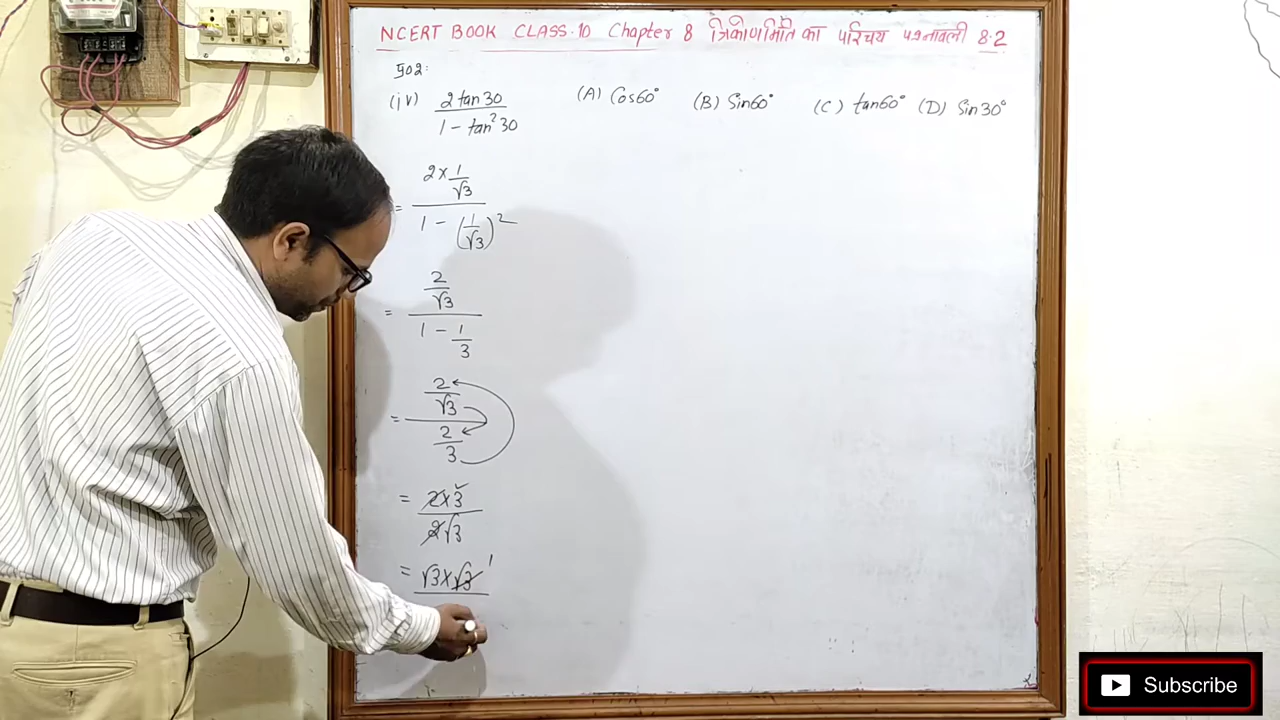 NCERT BOOK CLASS-10 Chapter 8 त्रिकोणमिति का परिचय प्रश्नावली 8.2
प्र०2:
(iv) 2 tan 30 / 1 - tan² 30 (A) Cos60° (B) Sin60° (C) tan60° (D) Sin30°
= 2 × 1/√3 / 1 - (1/√3)²
= 2/√3 / 1 - 1/3
= 2/√3 / 2/3
= 2×3 / 2√3
= √3×√3 1
Subscribe